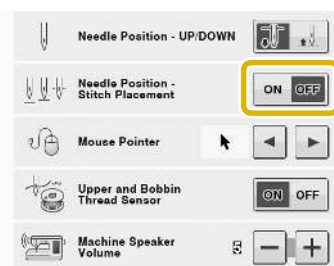 Needle Position - UP/DOWN
Needle Position -
Stitch Placement
ON OFF
Mouse Pointer
Upper and Bobbin
Thread Sensor
ON OFF
Machine Speaker
Volume
5 - +